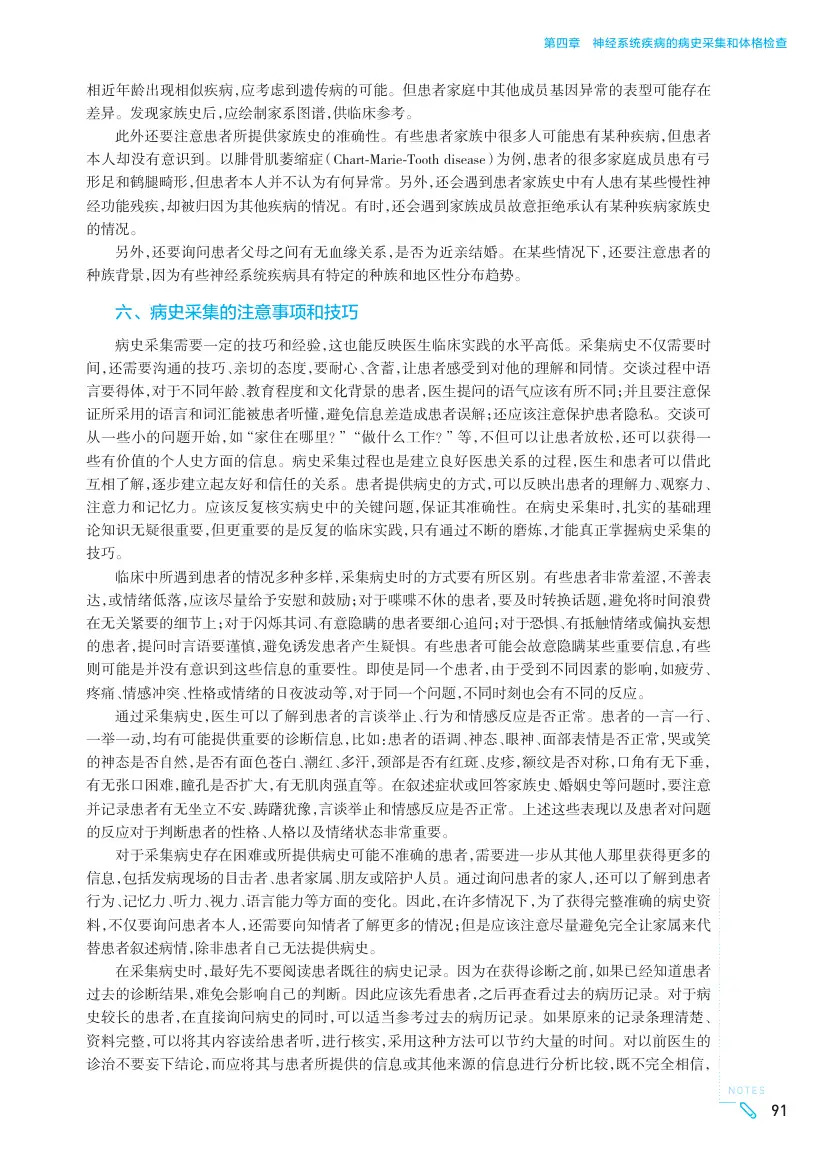 第四章　神经系统疾病的病史采集和体格检查
相近年龄出现相似疾病，应考虑到遗传病的可能。但患者家庭中其他成员基因异常的表型可能存在
差异。发现家族史后，应绘制家系图谱，供临床参考。
此外还要注意患者所提供家族史的准确性。有些患者家族中很多人可能患有某种疾病，但患者
本人却没有意识到。以腓骨肌萎缩症（Chart-Marie-Tooth disease）为例，患者的很多家庭成员患有弓
形足和鹤腿畸形，但患者本人并不认为有何异常。另外，还会遇到患者家族史中有人患有某些慢性神
经功能残疾，却被归因为其他疾病的情况。有时，还会遇到家族成员故意拒绝承认有某种疾病家族史
的情况。
另外，还要询问患者父母之间有无血缘关系，是否为近亲结婚。在某些情况下，还要注意患者的
种族背景，因为有些神经系统疾病具有特定的种族和地区性分布趋势。
六、病史采集的注意事项和技巧
病史采集需要一定的技巧和经验，这也能反映医生临床实践的水平高低。采集病史不仅需要时
间，还需要沟通的技巧、亲切的态度，要耐心、含蓄，让患者感受到对他的理解和同情。交谈过程中语
言要得体，对于不同年龄、教育程度和文化背景的患者，医生提问的语气应该有所不同；并且要注意保
证所采用的语言和词汇能被患者听懂，避免信息差造成患者误解；还应该注意保护患者隐私。交谈可
从一些小的问题开始，如“家住在哪里？”“做什么工作？”等，不但可以让患者放松，还可以获得一
些有价值的个人史方面的信息。病史采集过程也是建立良好医患关系的过程，医生和患者可以借此
互相了解，逐步建立起友好和信任的关系。患者提供病史的方式，可以反映出患者的理解力、观察力、
注意力和记忆力。应该反复核实病史中的关键问题，保证其准确性。在病史采集时，扎实的基础理
论知识无疑很重要，但更重要的是反复的临床实践，只有通过不断的磨炼，才能真正掌握病史采集的
技巧。
临床中所遇到患者的情况多种多样，采集病史时的方式要有所区别。有些患者非常羞涩，不善表
达，或情绪低落，应该尽量给予安慰和鼓励；对于喋喋不休的患者，要及时转换话题，避免将时间浪费
在无关紧要的细节上；对于闪烁其词、有意隐瞒的患者要细心追问；对于恐惧、有抵触情绪或偏执妄想
的患者，提问时言语要谨慎，避免诱发患者产生疑惧。有些患者可能会故意隐瞒某些重要信息，有些
则可能是并没有意识到这些信息的重要性。即使是同一个患者，由于受到不同因素的影响，如疲劳、
疼痛、情感冲突、性格或情绪的日夜波动等，对于同一个问题，不同时刻也会有不同的反应。
通过采集病史，医生可以了解到患者的言谈举止、行为和情感反应是否正常。患者的一言一行、
一举一动，均有可能提供重要的诊断信息，比如：患者的语调、神态、眼神、面部表情是否正常，哭或笑
的神态是否自然，是否有面色苍白、潮红、多汗，颈部是否有红斑、皮疹，额纹是否对称，口角有无下垂，
有无张口困难，瞳孔是否扩大，有无肌肉强直等。在叙述症状或回答家族史、婚姻史等问题时，要注意
并记录患者有无坐立不安、踌躇犹豫，言谈举止和情感反应是否正常。上述这些表现以及患者对问题
的反应对于判断患者的性格、人格以及情绪状态非常重要。
对于采集病史存在困难或所提供病史可能不准确的患者，需要进一步从其他人那里获得更多的
信息，包括发病现场的目击者、患者家属、朋友或陪护人员。通过询问患者的家人，还可以了解到患者
行为、记忆力、听力、视力、语言能力等方面的变化。因此，在许多情况下，为了获得完整准确的病史资
料，不仅要询问患者本人，还需要向知情者了解更多的情况；但是应该注意尽量避免完全让家属来代
替患者叙述病情，除非患者自己无法提供病史。
在采集病史时，最好先不要阅读患者既往的病史记录。因为在获得诊断之前，如果已经知道患者
过去的诊断结果，难免会影响自己的判断。因此应该先看患者，之后再查看过去的病历记录。对于病
史较长的患者，在直接询问病史的同时，可以适当参考过去的病历记录。如果原来的记录条理清楚、
资料完整，可以将其内容读给患者听，进行核实，采用这种方法可以节约大量的时间。对以前医生的
诊治不要妄下结论，而应将其与患者所提供的信息或其他来源的信息进行分析比较，既不完全相信，
NOTES
91